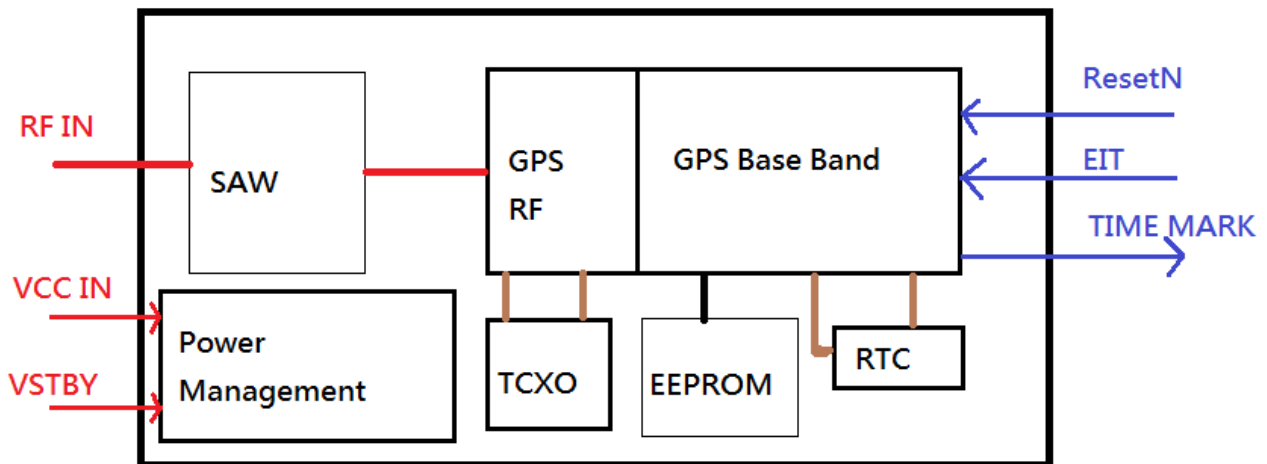 RF IN
SAW
GPS
RF
GPS Base Band
ResetN
EIT
TIME MARK
VCC IN
VSTBY
Power
Management
TCXO
EEPROM
RTC